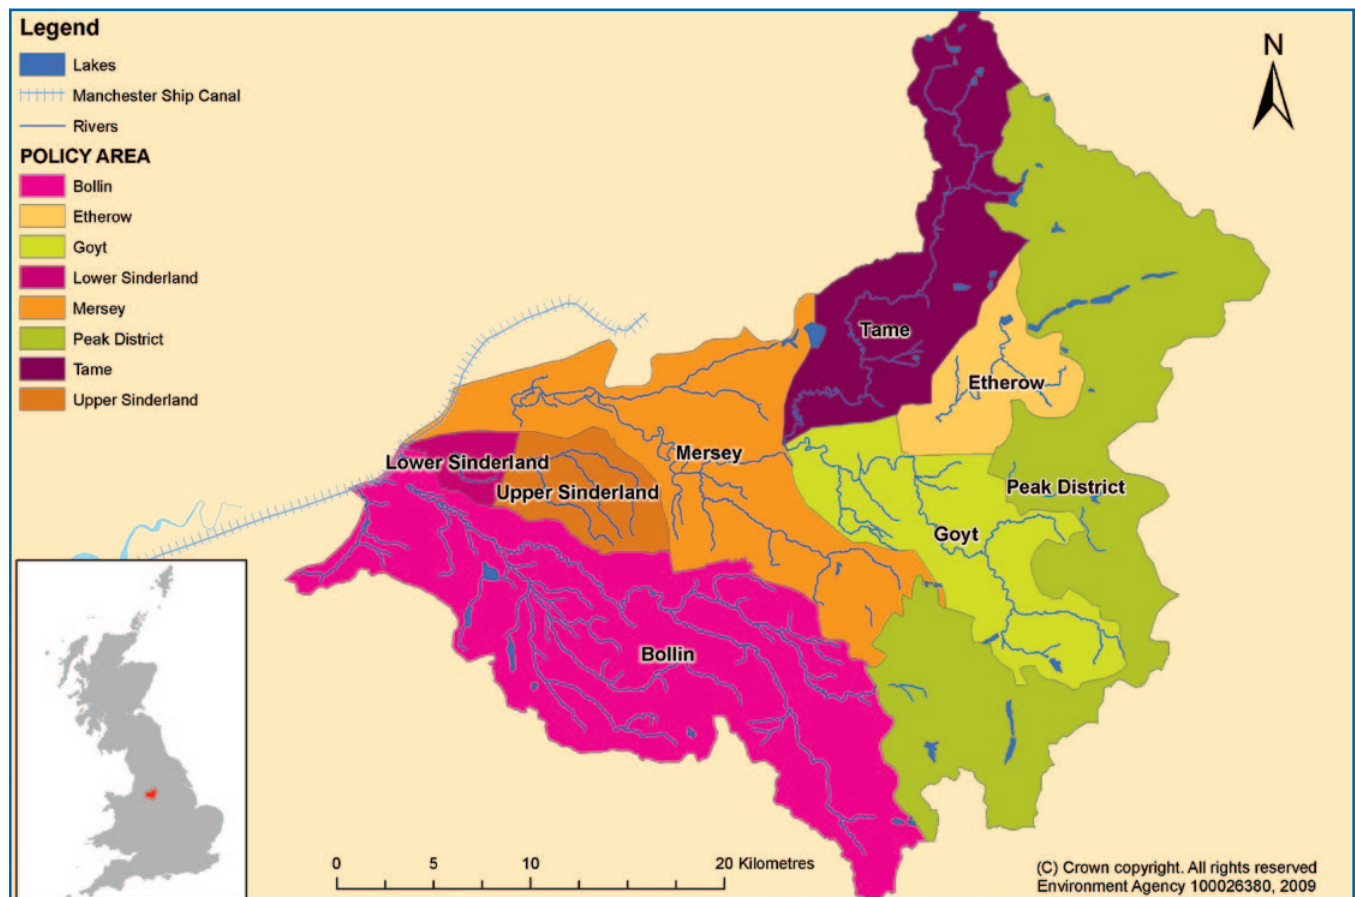 Legend
Lakes
Manchester Ship Canal
Rivers
POLICY AREA
Bollin
Etherow
Goyt
Lower Sinderland
Mersey
Peak District
Tame
Upper Sinderland
N
Tame
Etherow
Mersey
Lower Sinderland
Upper Sinderland
Peak District
Goyt
Bollin
0 5 10 20 Kilometres
(C) Crown copyright. All rights reserved
Environment Agency 100026380, 2009